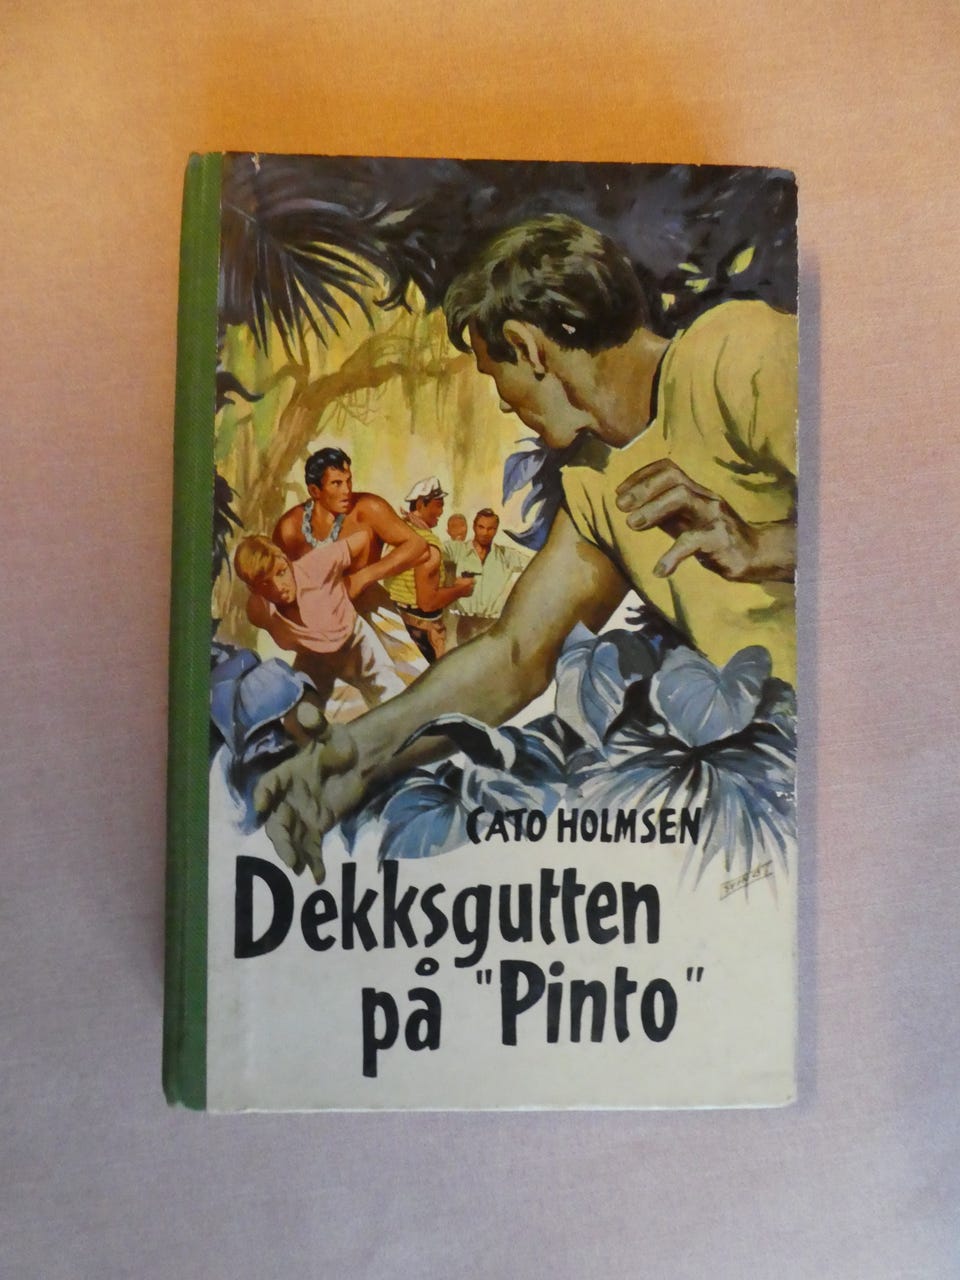 CATO HOLMSEN
Dekksgutten
på "Pinto"